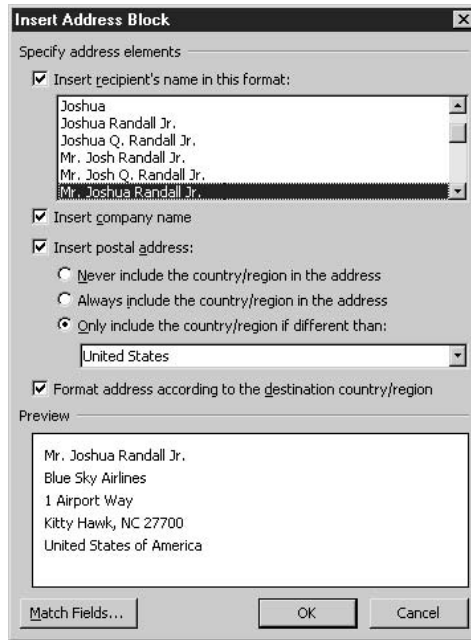 Insert Address Block
Specify address elements
Insert recipient's name in this format:
Joshua
Joshua Randall Jr.
Joshua Q. Randall Jr.
Mr. Josh Randall Jr.
Mr. Josh Q. Randall Jr.
Mr. Joshua Randall Jr.
Insert company name
Insert postal address:
Never include the country/region in the address
Always include the country/region in the address
Only include the country/region if different than:
United States
Format address according to the destination country/region
Preview
Mr. Joshua Randall Jr.
Blue Sky Airlines
1 Airport Way
Kitty Hawk, NC 27700
United States of America
Match Fields... OK Cancel